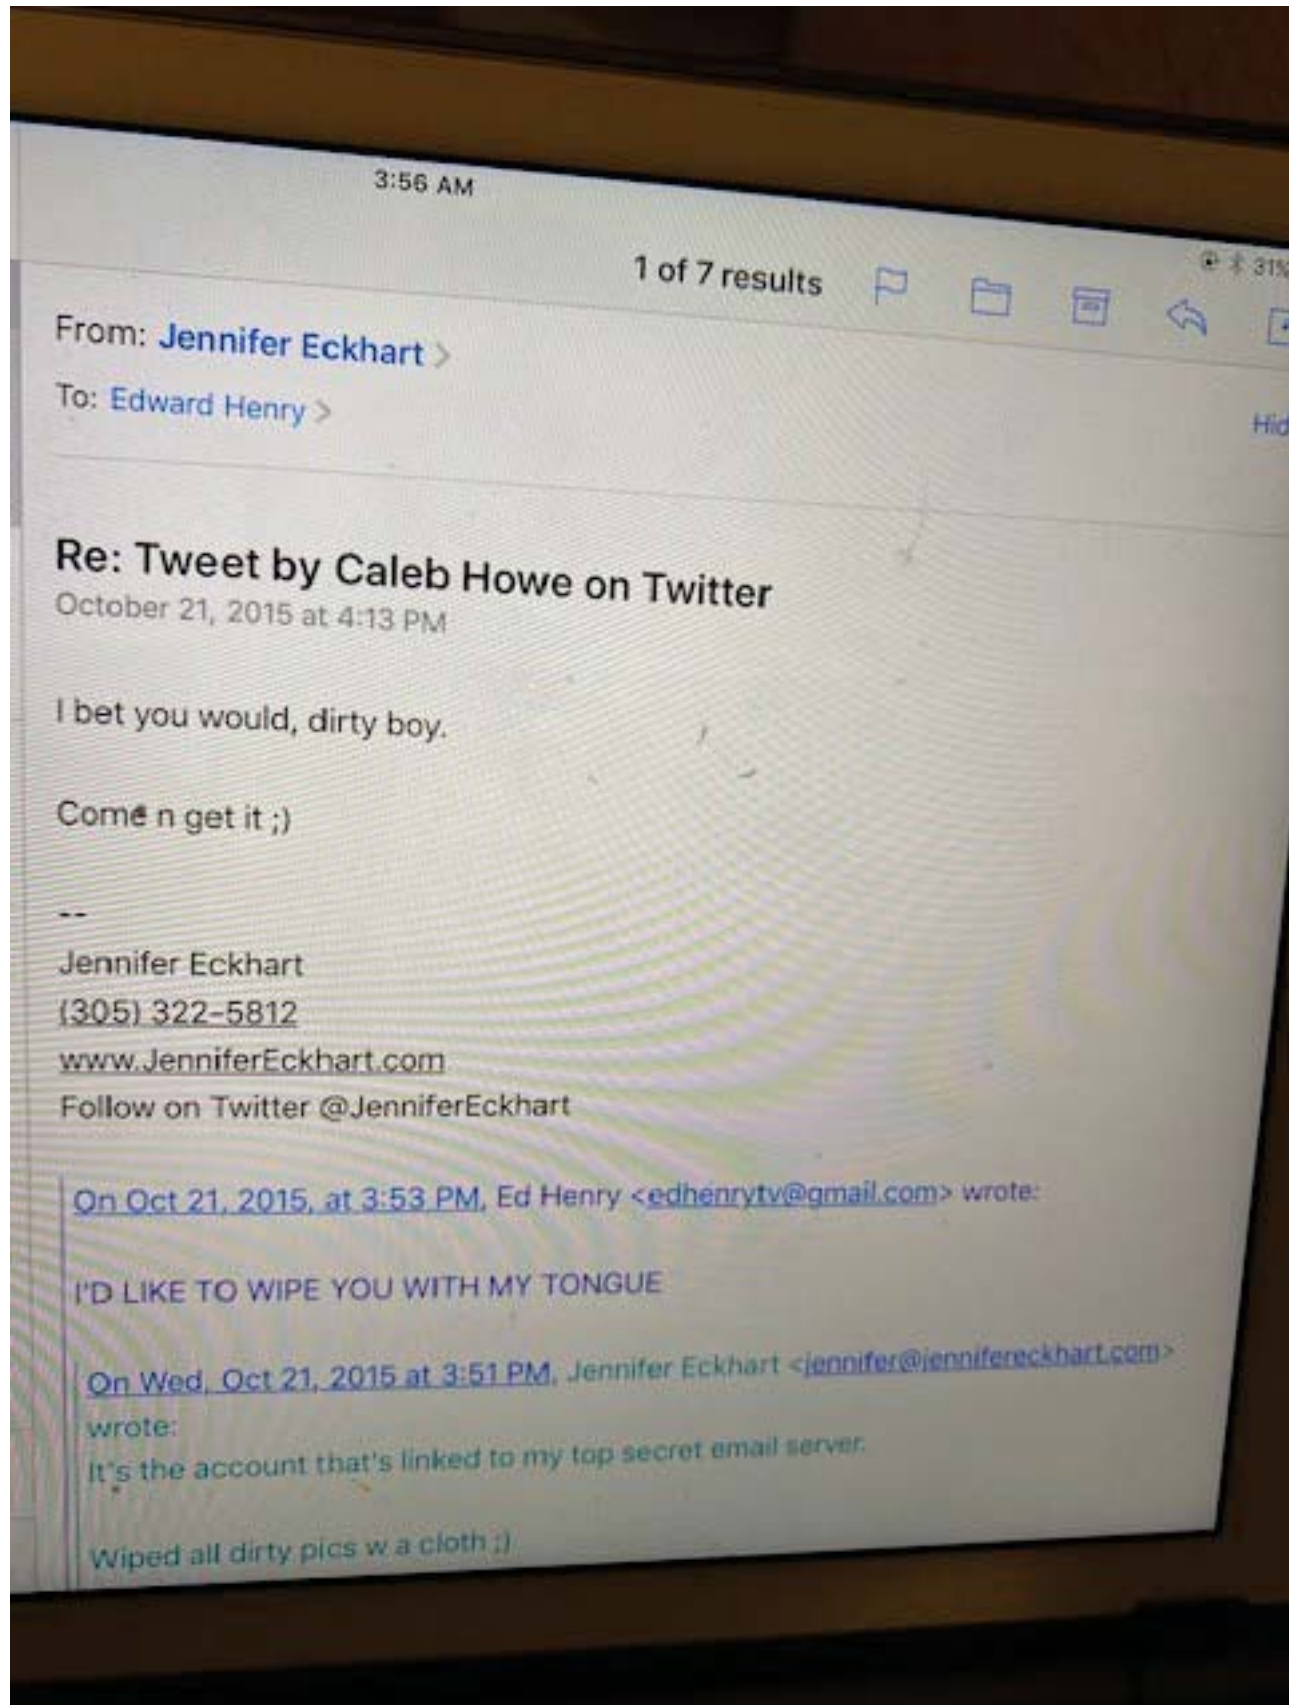 3:56 AM
31%
1 of 7 results
From: Jennifer Eckhart >
To: Edward Henry >
Hid
Re: Tweet by Caleb Howe on Twitter
October 21, 2015 at 4:13 PM
I bet you would, dirty boy.
Come n get it ;)
--
Jennifer Eckhart
(305) 322-5812
www.JenniferEckhart.com
Follow on Twitter @JenniferEckhart
On Oct 21, 2015, at 3:53 PM, Ed Henry <edhenrytv@gmail.com> wrote:
I'D LIKE TO WIPE YOU WITH MY TONGUE
On Wed, Oct 21, 2015 at 3:51 PM, Jennifer Eckhart <jennifer@jennifereckhart.com>
wrote:
It's the account that's linked to my top secret email server.
Wiped all dirty pics w a cloth ;)